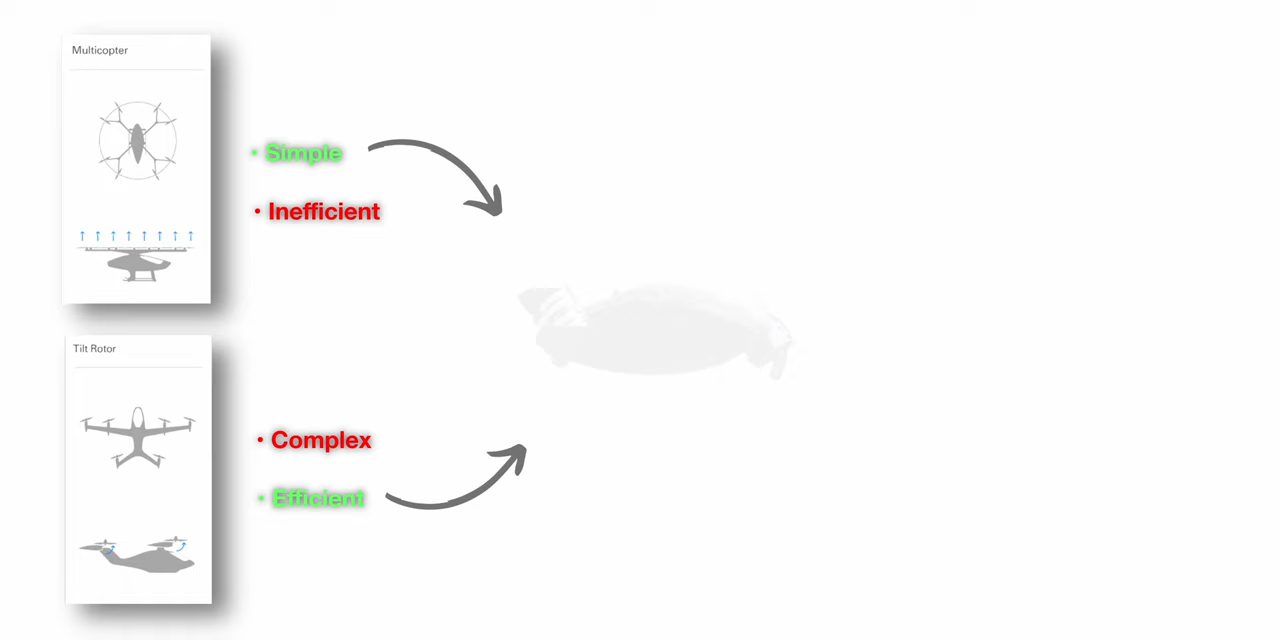 Multicopter
• Simple
• Inefficient
Tilt Rotor
• Complex
• Efficient